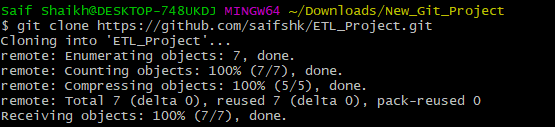 Saif Shaikh@DESKTOP-748UKDJ MINGW64 ~/Downloads/New_Git_Project
$ git clone https://github.com/saifshk/ETL_Project.git
Cloning into 'ETL_Project'...
remote: Enumerating objects: 7, done.
remote: Counting objects: 100% (7/7), done.
remote: Compressing objects: 100% (5/5), done.
remote: Total 7 (delta 0), reused 7 (delta 0), pack-reused 0
Receiving objects: 100% (7/7), done.